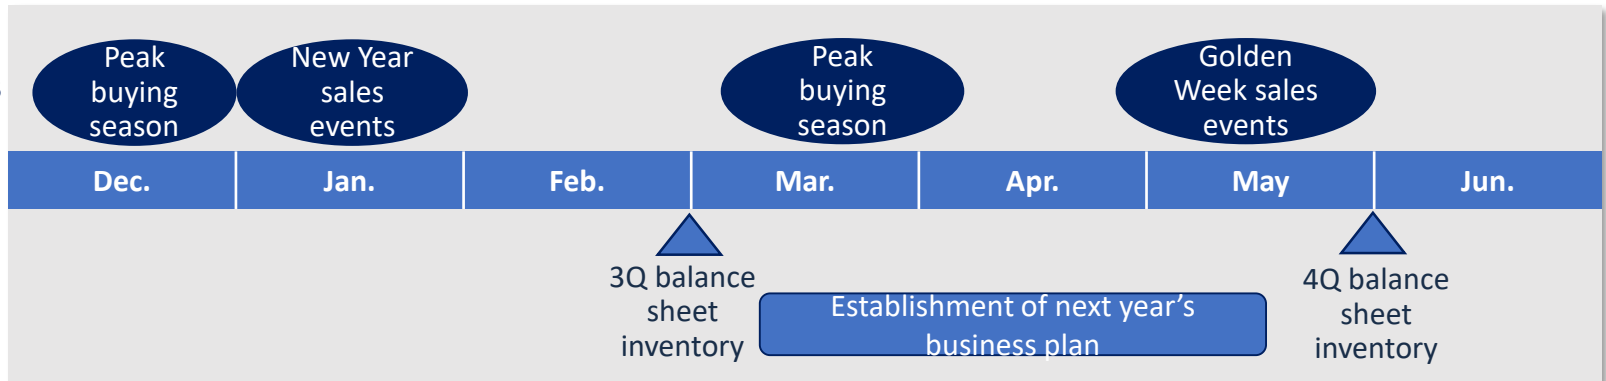 Peak
buying
season
New Year
sales
events
Peak
buying
season
Golden
Week sales
events
Dec.
Jan.
Feb.
Mar.
Apr.
May
Jun.
3Q balance
sheet
inventory
Establishment of next year’s
business plan
4Q balance
sheet
inventory